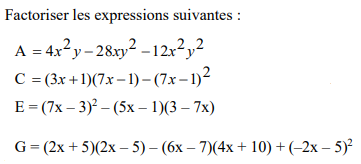 Factoriser les expressions suivantes :
A = 4x²y – 28xy² – 12x²y²
C = (3x + 1)(7x – 1) – (7x – 1)²
E = (7x – 3)² – (5x – 1)(3 – 7x)
G = (2x + 5)(2x – 5) – (6x – 7)(4x + 10) + (–2x – 5)²